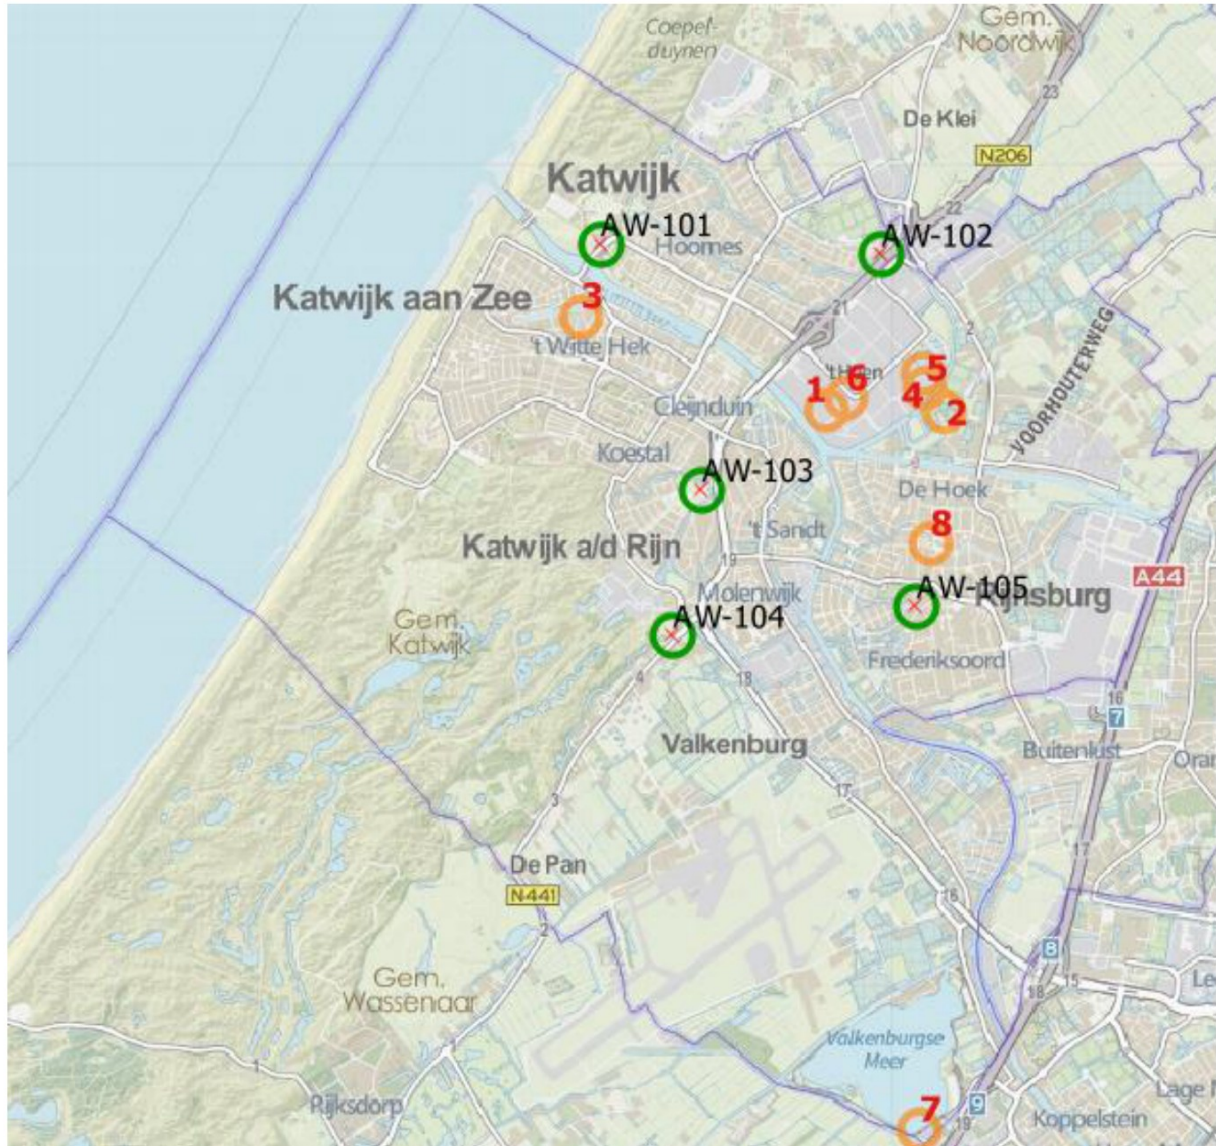 Coepel-
duynen
Gem.
Noordwijk
23
De Klei
N206
Katwijk
22
AW-101
AW-102
Hoornes
Katwijk aan Zee
3
21
2
't Witte Hek
VOORHOUTERWEG
5
1
6
4
2
Cleijnduin
Koestal
AW-103
De Hoek
't Sandt
8
Katwijk a/d Rijn
19
A44
Molenwijk
AW-105
Rijnsburg
AW-104
Gem.
Katwijk
4
18
Frederiksoord
16
7
Valkenburg
Buitenlust
Oran
3
17
17
De Pan
N441
16
2
8
Gem.
Wassenaar
15
18
Le
Valkenburgse
Meer
1
Rijksdorp
7
9
19
Lage
Koppelstein